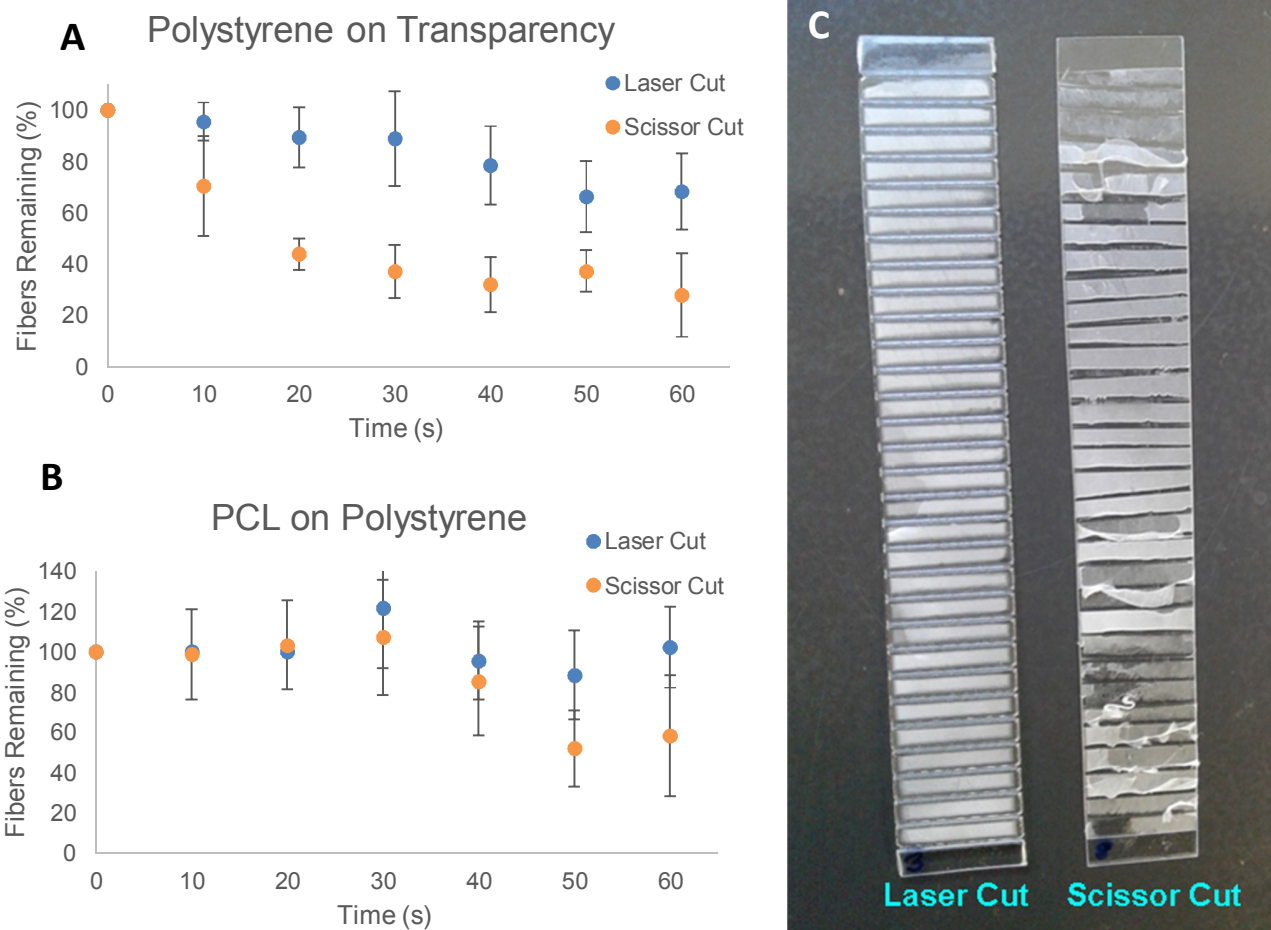 A
Polystyrene on Transparency
Laser Cut
Scissor Cut
Fibers Remaining (%)
100
80
60
40
20
0
0 10 20 30 40 50 60
Time (s)
B
PCL on Polystyrene
Laser Cut
Scissor Cut
Fibers Remaining (%)
140
120
100
80
60
40
20
0
0 10 20 30 40 50 60
Time (s)
C
3
Laser Cut Scissor Cut